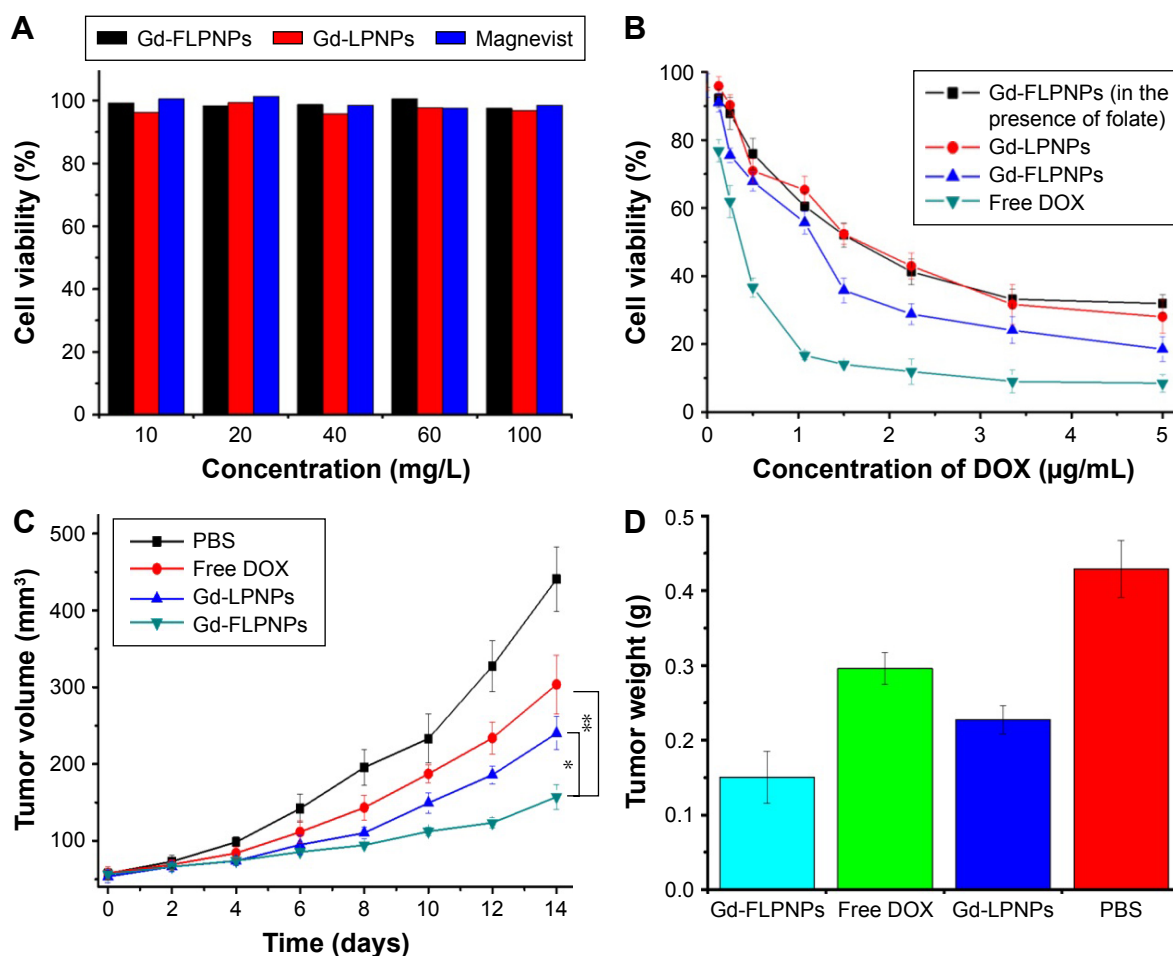 A
Gd-FLPNPs Gd-LPNPs Magnevist
100
80
60
40
20
0
Cell viability (%)
10 20 40 60 100
Concentration (mg/L)
B
Gd-FLPNPs (in the
presence of folate)
Gd-LPNPs
Gd-FLPNPs
Free DOX
100
80
60
40
20
0
Cell viability (%)
0 1 2 3 4 5
Concentration of DOX (µg/mL)
C
PBS
Free DOX
Gd-LPNPs
Gd-FLPNPs
500
400
300
200
100
Tumor volume (mm³)
**
*
0 2 4 6 8 10 12 14
Time (days)
D
0.5
0.4
0.3
0.2
0.1
0.0
Tumor weight (g)
Gd-FLPNPs Free DOX Gd-LPNPs PBS